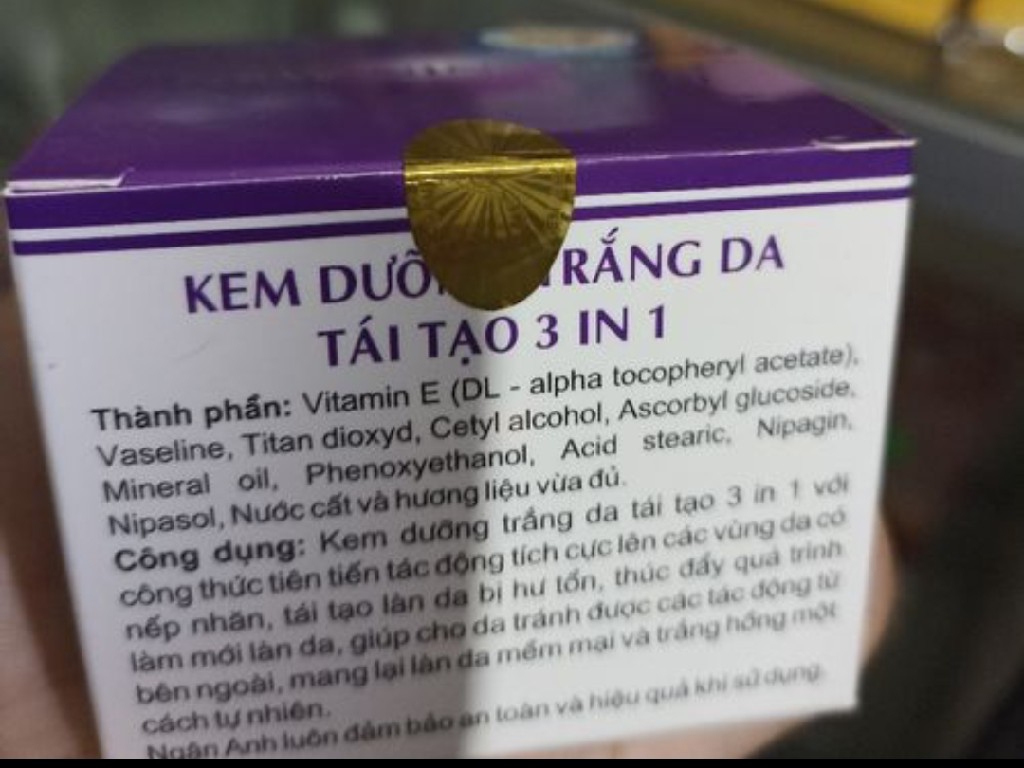 KEM DƯỠ TRẮNG DA
TÁI TẠO 3 IN 1
Thành phần: Vitamin E (DL - alpha tocopheryl acetate),
Vaseline, Titan dioxyd, Cetyl alcohol, Ascorbyl glucoside,
Mineral oil, Phenoxyethanol, Acid stearic, Nipagin,
Nipasol, Nước cất và hương liệu vừa đủ.
Công dụng: Kem dưỡng trắng da tái tạo 3 in 1 với
công thức tiên tiến tác động tích cực lên các vùng da có
nếp nhăn, tái tạo làn da bị hư tổn, thúc đẩy quá trình
làm mới làn da, giúp cho da tránh được các tác động từ
bên ngoài, mang lại làn da mềm mại và trắng hồng một
cách tự nhiên.
Ngân Anh luôn đảm bảo an toàn và hiệu quả khi sử dụng.